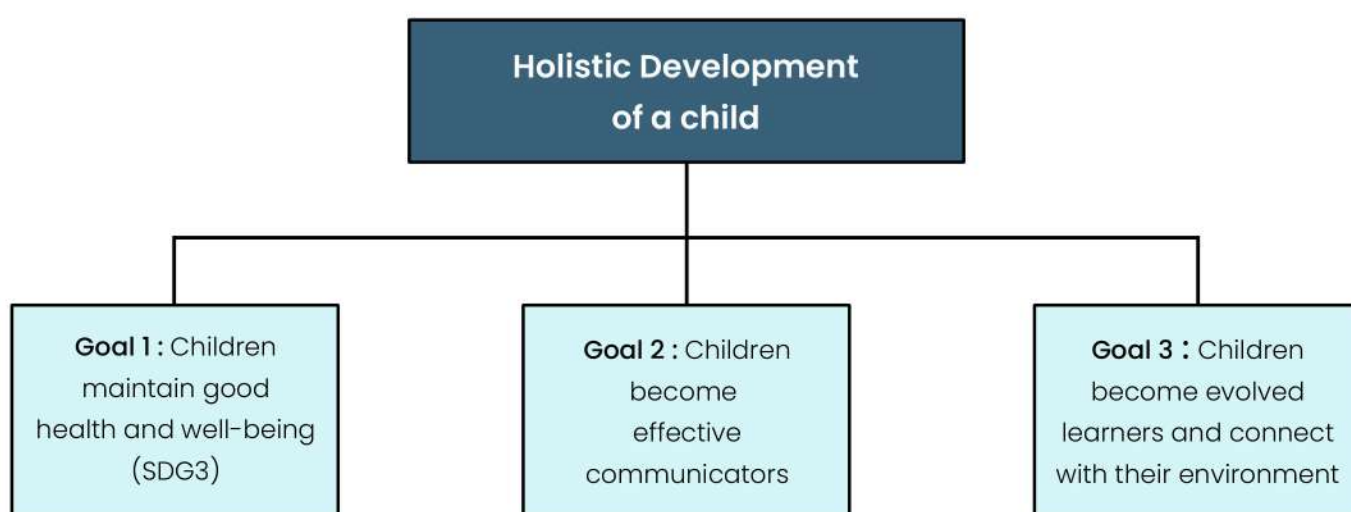 Holistic Development
of a child
Goal 1 : Children
maintain good
health and well-being
(SDG3)
Goal 2 : Children
become
effective
communicators
Goal 3 : Children
become evolved
learners and connect
with their environment